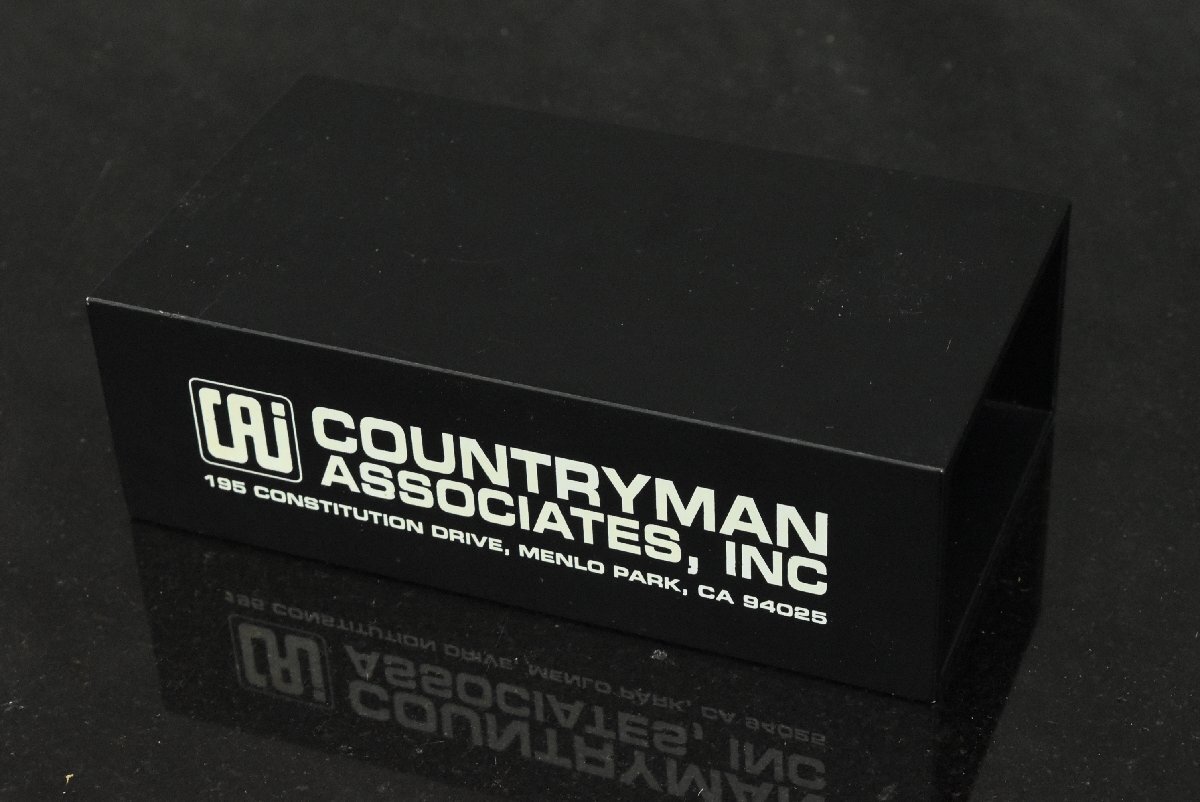 CAi
COUNTRYMAN
ASSOCIATES, INC
195 CONSTITUTION DRIVE, MENLO PARK, CA 94025